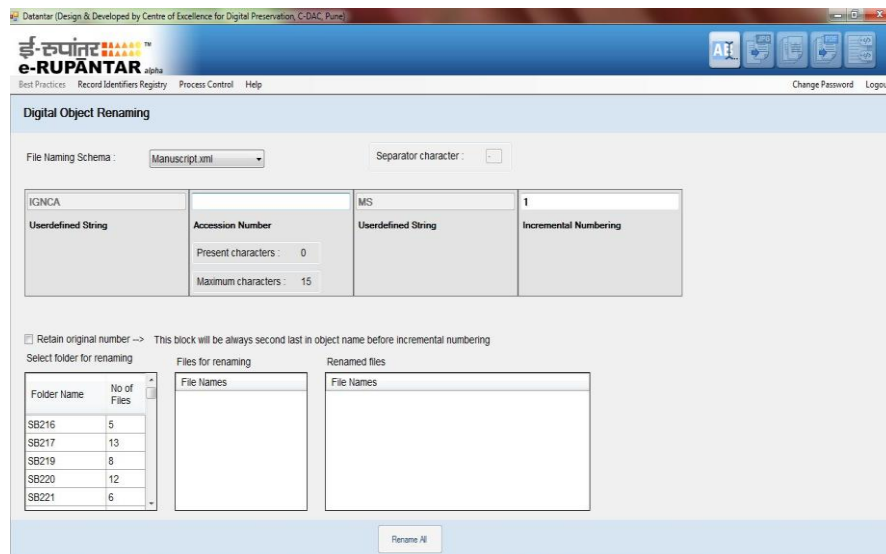 Datantar (Design & Developed by Centre of Excellence for Digital Preservation, C-DAC, Pune)
ई-रुपांतर ™
e-RUPĀNTAR alpha
Best Practices Record Identifiers Registry Process Control Help Change Password Logou
Digital Object Renaming
File Naming Schema : Manuscript.xml Separator character : -
IGNCA MS 1
Userdefined String Accession Number Userdefined String Incremental Numbering
Present characters : 0
Maximum characters : 15
Retain original number --> This block will be always second last in object name before incremental numbering
Select folder for renaming Files for renaming Renamed files
Folder Name No of Files File Names File Names
SB216 5
SB217 13
SB219 8
SB220 12
SB221 6
Rename All